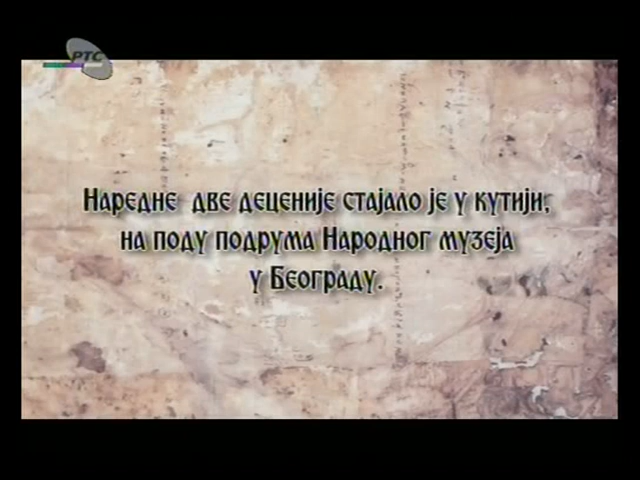 РТС
Наредне две деценије стајало је у кутији,
на поду подрума Народног музеја
у Београду.